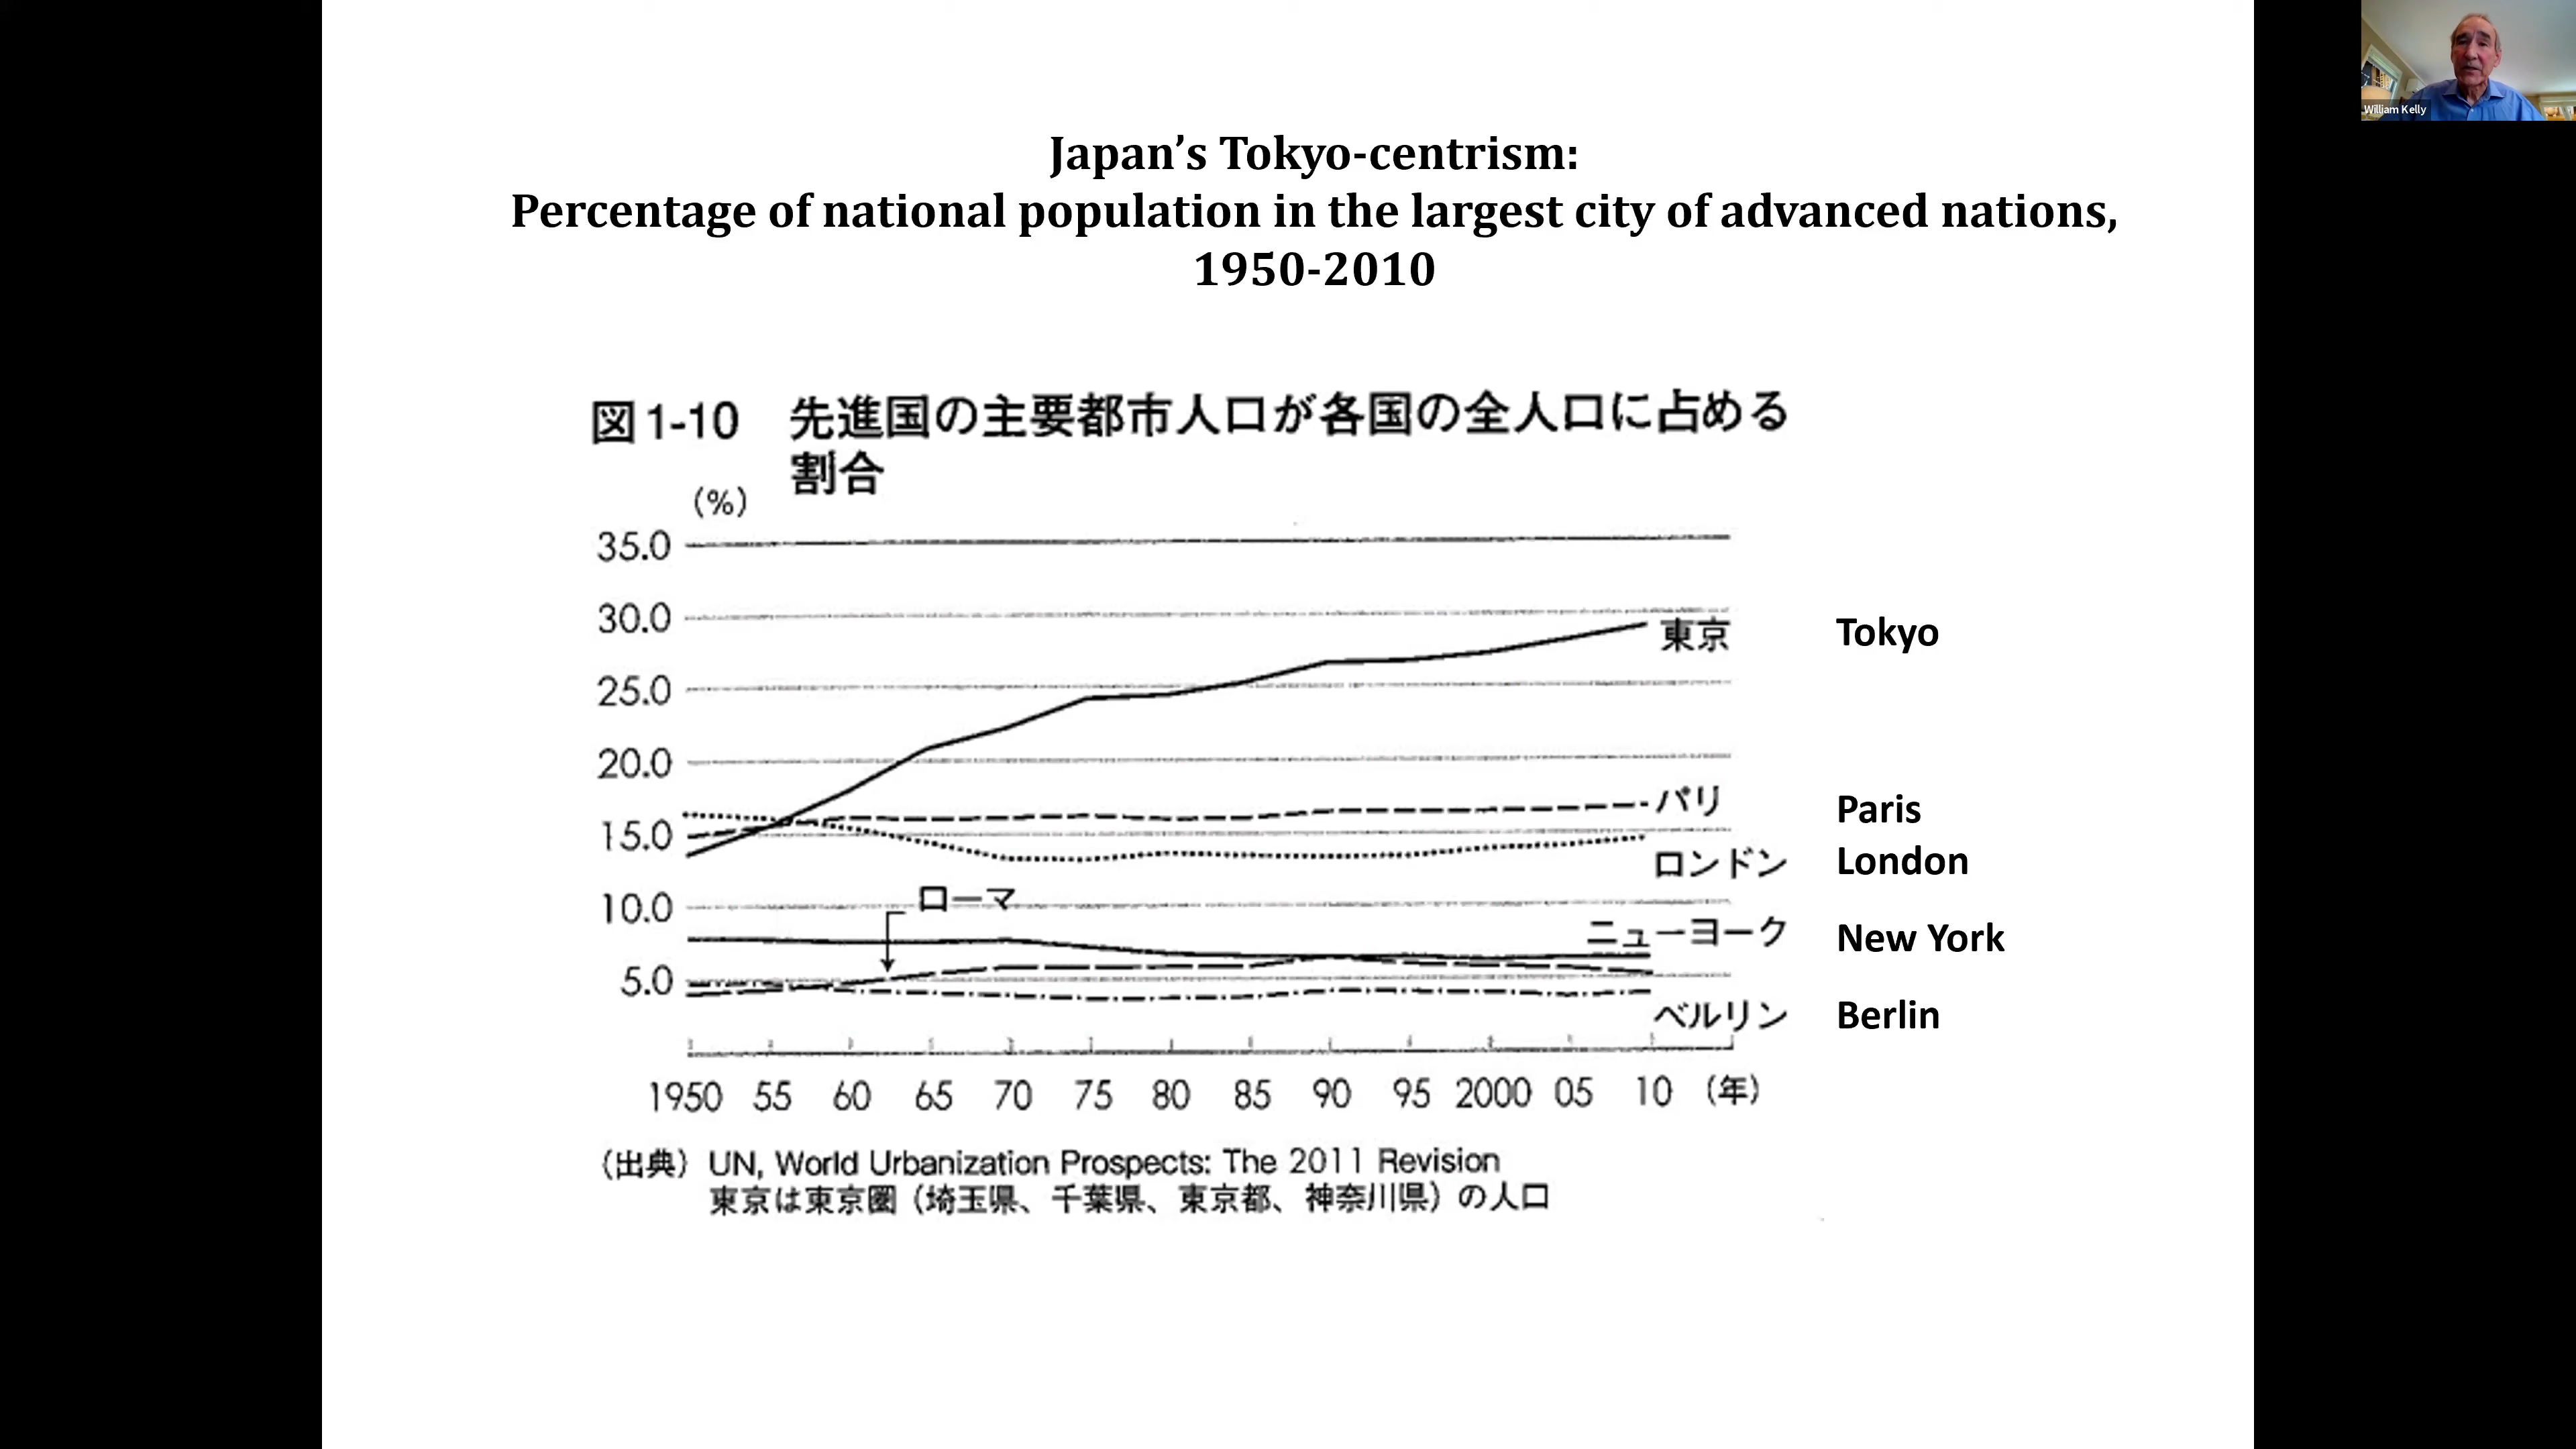 William Kelly
Japan’s Tokyo-centrism:
Percentage of national population in the largest city of advanced nations,
1950-2010
図1-10 先進国の主要都市人口が各国の全人口に占める
割合
(%)
35.0
30.0
東京 Tokyo
25.0
20.0
パリ Paris
15.0
ロンドン London
ローマ
10.0
ニューヨーク New York
5.0
ベルリン Berlin
1950 55 60 65 70 75 80 85 90 95 2000 05 10 (年)
(出典) UN, World Urbanization Prospects: The 2011 Revision
東京は東京圏(埼玉県、千葉県、東京都、神奈川県)の人口